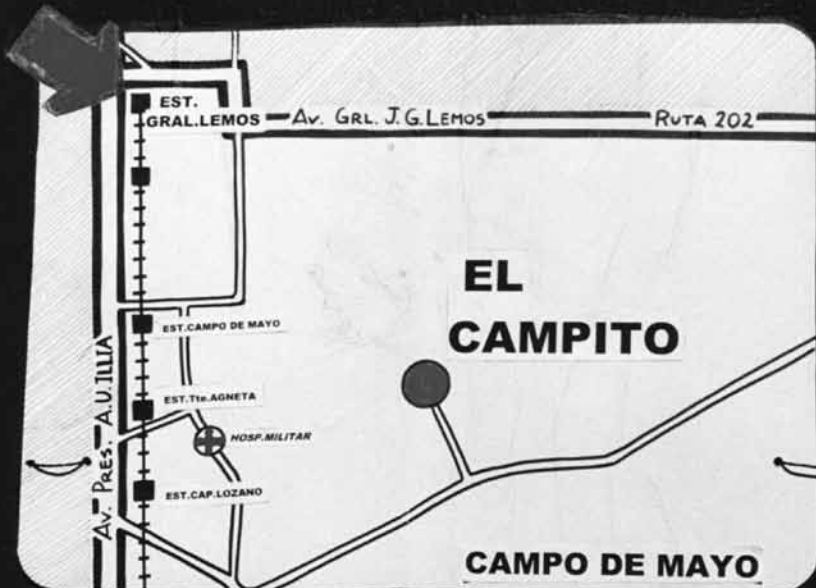 EST.
GRAL.LEMOS
Av. GRL. J.G.LEMOS
RUTA 202
EL
CAMPITO
EST.CAMPO DE MAYO
EST.Tte.AGNETA
HOSP.MILITAR
EST.CAP.LOZANO
Av. PRES. A.U.ILLIA
CAMPO DE MAYO